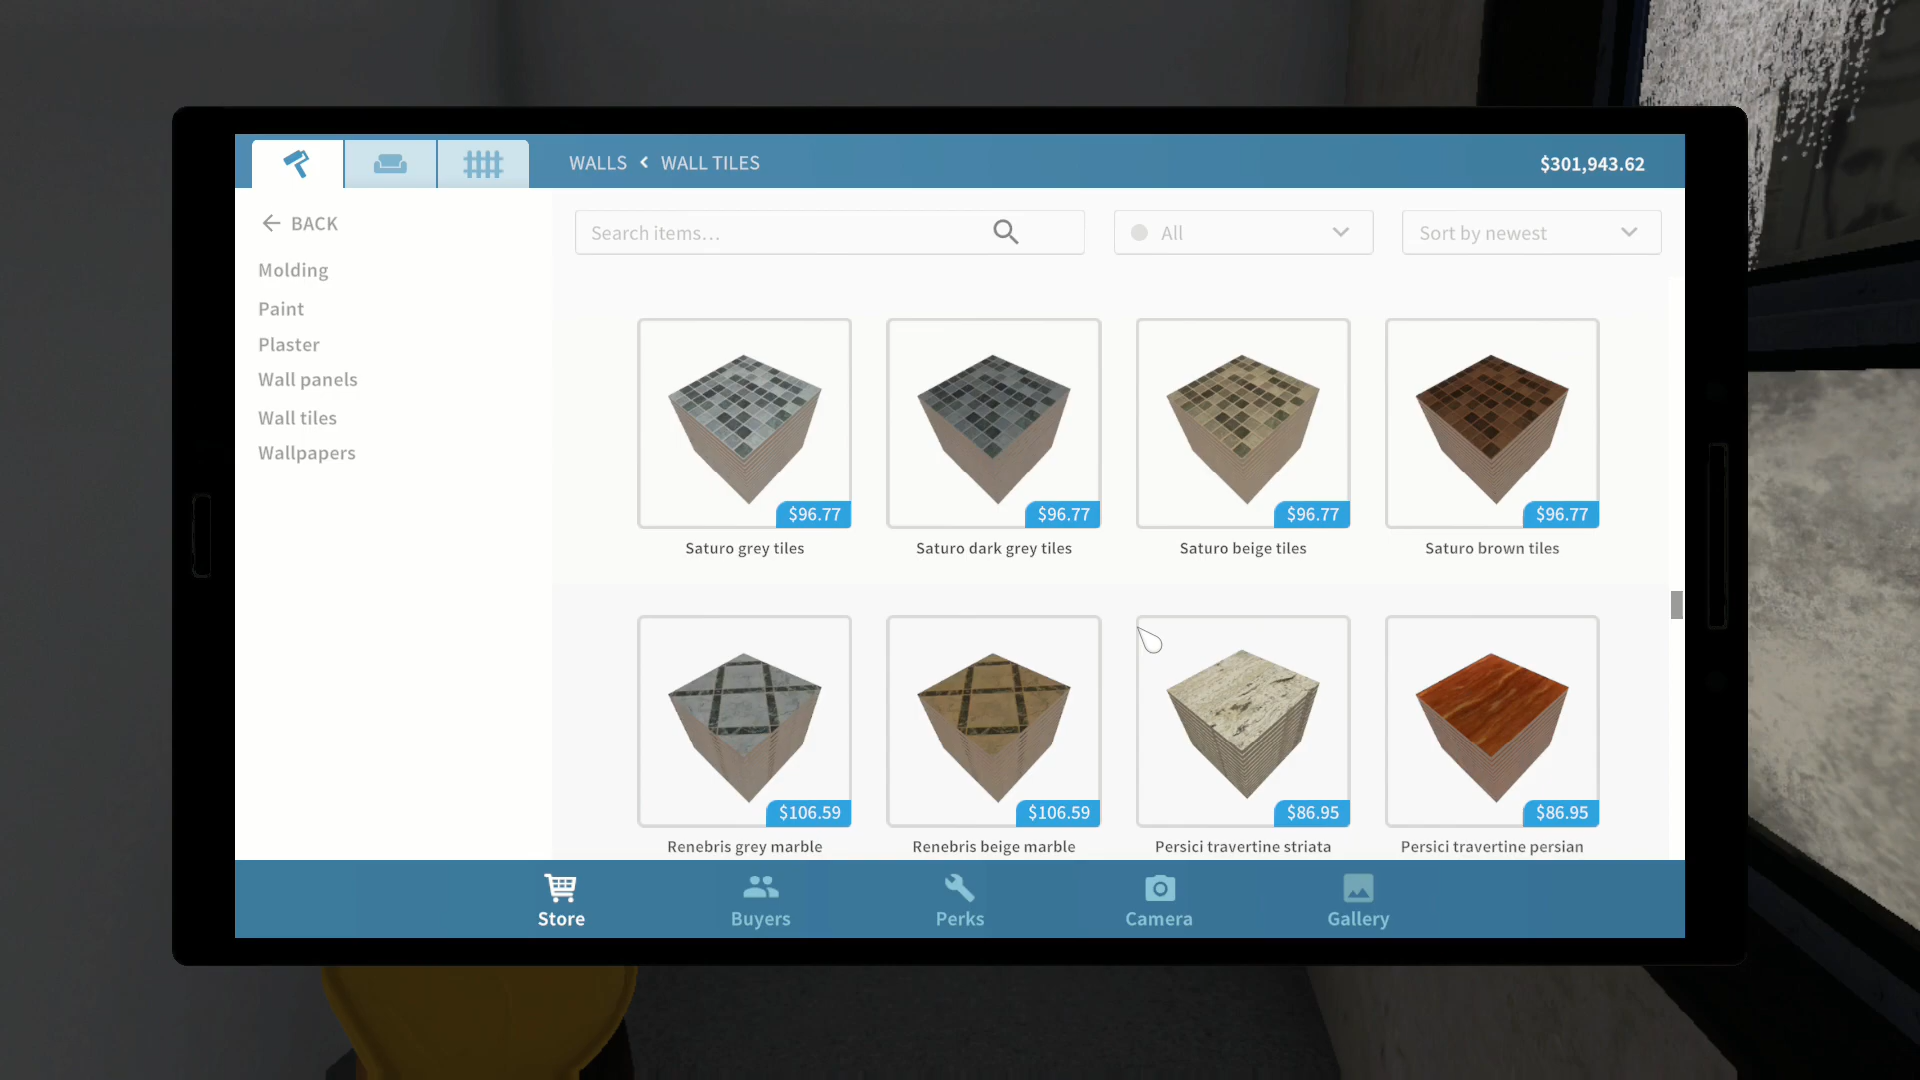 WALLS < WALL TILES
$301,943.62
BACK
Search items...
All
Sort by newest
Molding
Paint
Plaster
Wall panels
Wall tiles
Wallpapers
$96.77
$96.77
$96.77
$96.77
Saturo grey tiles
Saturo dark grey tiles
Saturo beige tiles
Saturo brown tiles
$106.59
$106.59
$86.95
$86.95
Renebris grey marble
Renebris beige marble
Persici travertine striata
Persici travertine persian
Store
Buyers
Perks
Camera
Gallery